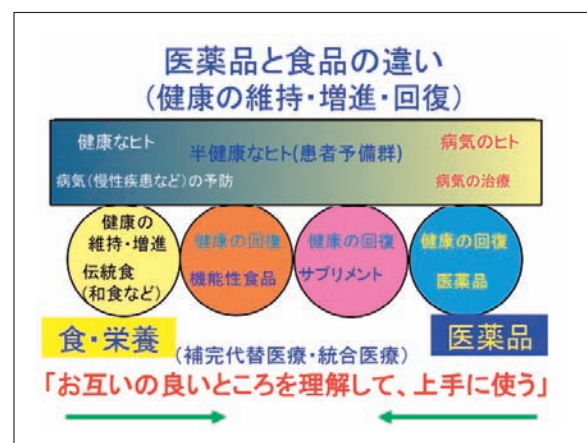 医薬品と食品の違い
(健康の維持・増進・回復)
健康なヒト
半健康なヒト(患者予備群)
病気のヒト
病気(慢性疾患など)の予防
病気の治療
健康の
維持・増進
伝統食
(和食など)
健康の回復
機能性食品
健康の回復
サプリメント
健康の回復
医薬品
食・栄養
(補完代替医療・統合医療)
医薬品
「お互いの良いところを理解して、上手に使う」